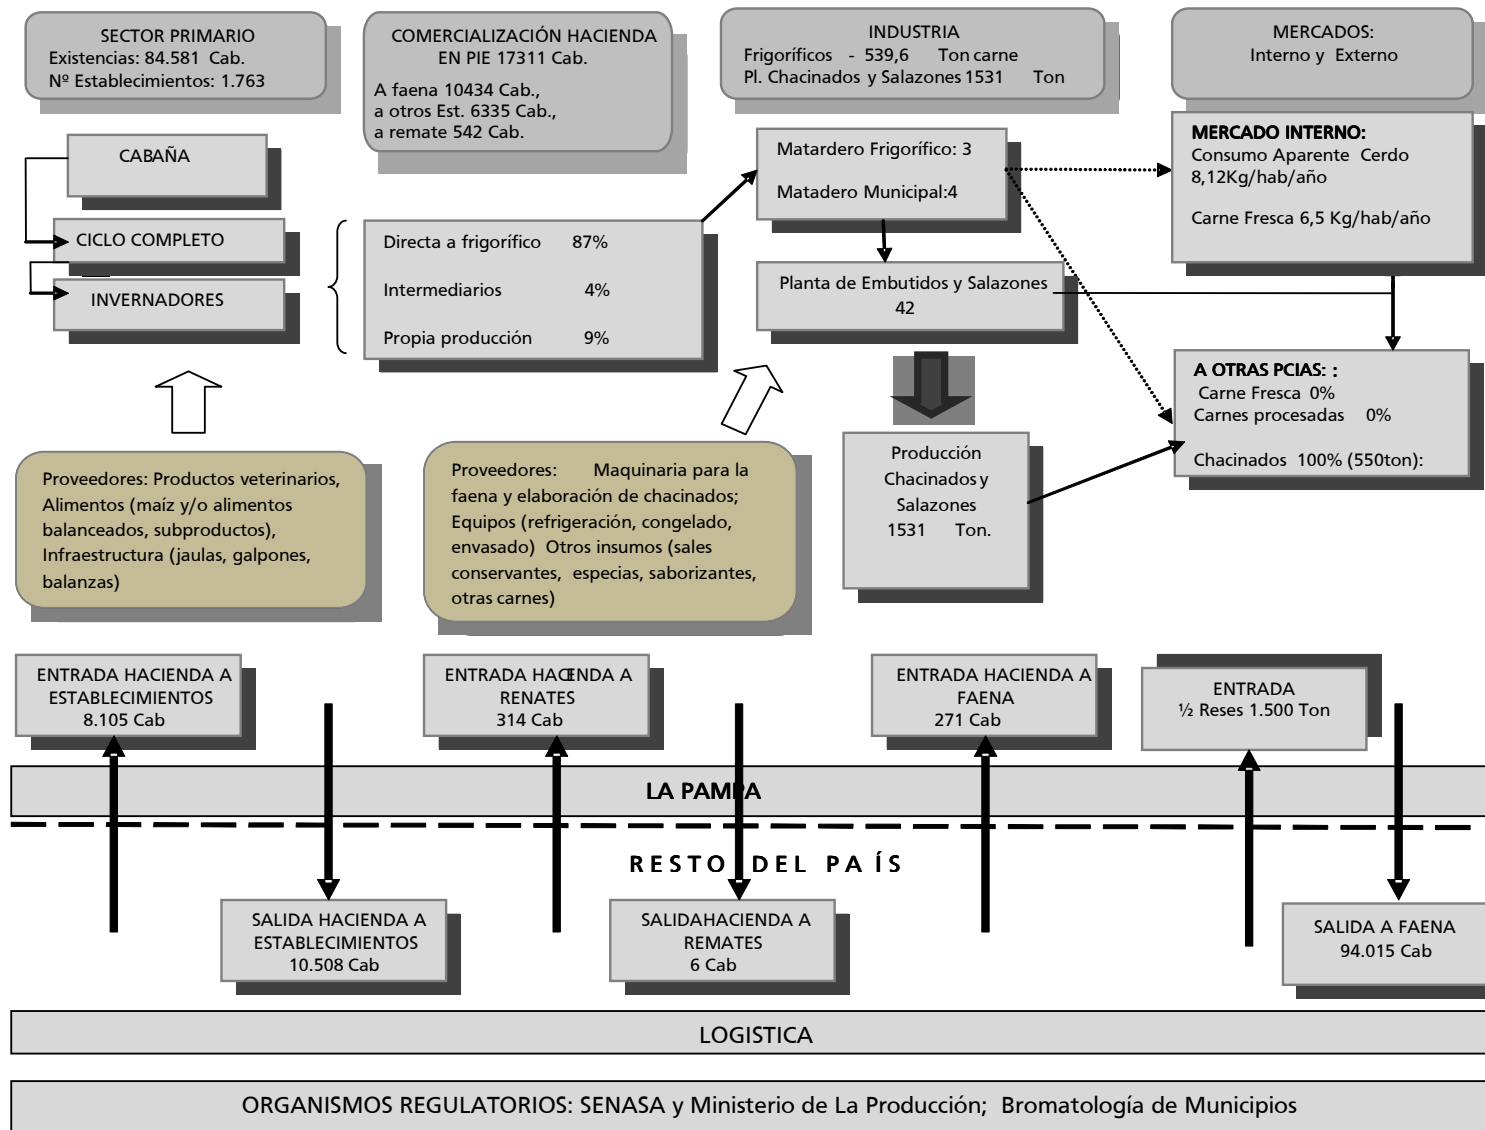 SECTOR PRIMARIO
Existencias: 84.581 Cab.
Nº Establecimientos: 1.763
COMERCIALIZACIÓN HACIENDA
EN PIE 17311 Cab.
A faena 10434 Cab.,
a otros Est. 6335 Cab.,
a remate 542 Cab.
INDUSTRIA
Frigoríficos - 539,6 Ton carne
Pl. Chacinados y Salazones 1531 Ton
MERCADOS:
Interno y Externo
CABAÑA
CICLO COMPLETO
INVERNADORES
Directa a frigorífico 87%
Intermediarios 4%
Propia producción 9%
Matardero Frigorífico: 3
Matadero Municipal:4
Planta de Embutidos y Salazones
42
MERCADO INTERNO:
Consumo Aparente Cerdo
8,12Kg/hab/año
Carne Fresca 6,5 Kg/hab/año
A OTRAS PCIAS: :
Carne Fresca 0%
Carnes procesadas 0%
Chacinados 100% (550ton):
Proveedores: Productos veterinarios,
Alimentos (maíz y/o alimentos
balanceados, subproductos),
Infraestructura (jaulas, galpones,
balanzas)
Proveedores: Maquinaria para la
faena y elaboración de chacinados;
Equipos (refrigeración, congelado,
envasado) Otros insumos (sales
conservantes, especias, saborizantes,
otras carnes)
Producción
Chacinados y
Salazones
1531 Ton.
ENTRADA HACIENDA A
ESTABLECIMIENTOS
8.105 Cab
ENTRADA HACIENDA A
RENATES
314 Cab
ENTRADA HACIENDA A
FAENA
271 Cab
ENTRADA
½ Reses 1.500 Ton
LA PAMPA
RESTO DEL PAÍS
SALIDA HACIENDA A
ESTABLECIMIENTOS
10.508 Cab
SALIDAHACIENDA A
REMATES
6 Cab
SALIDA A FAENA
94.015 Cab
LOGISTICA
ORGANISMOS REGULATORIOS: SENASA y Ministerio de La Producción; Bromatología de Municipios